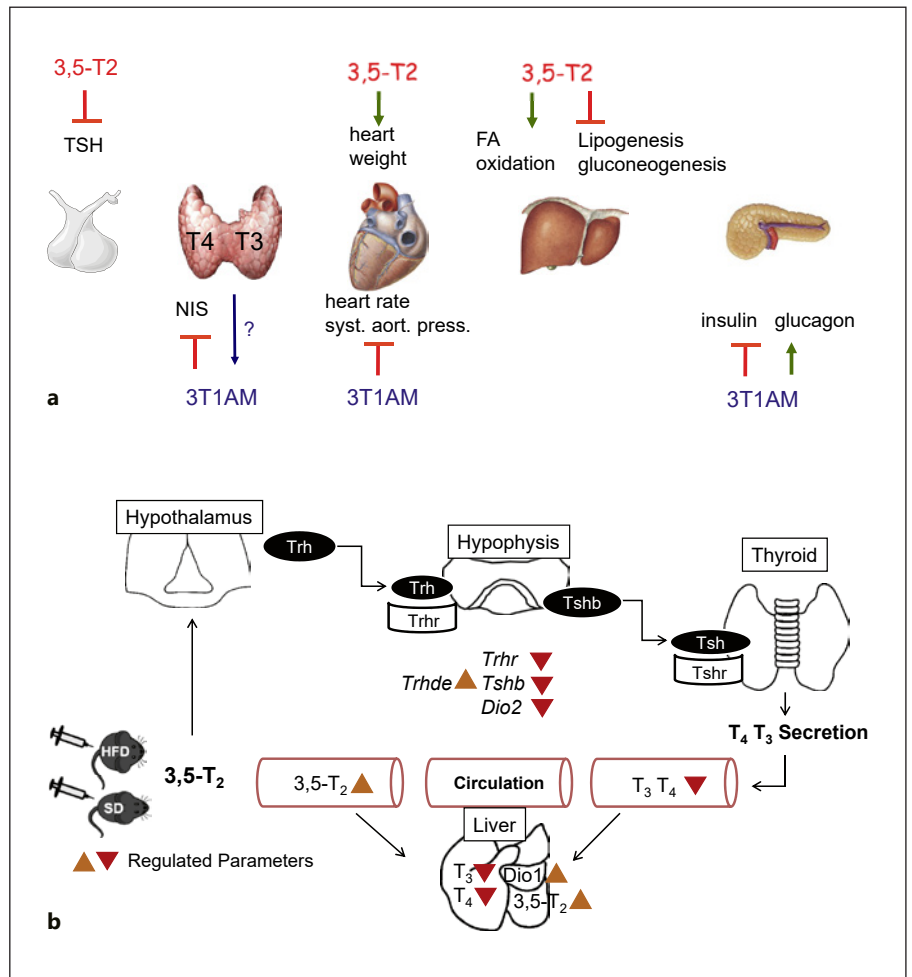 3,5-T2
TSH
3,5-T2
heart
weight
3,5-T2
FA
oxidation
Lipogenesis
gluconeogenesis
T4 T3
NIS
?
3T1AM
heart rate
syst. aort. press.
3T1AM
insulin glucagon
3T1AM
a
Hypothalamus
Trh
Hypophysis
Trh
Trhr
Tshb
Thyroid
Tsh
Tshr
Trhr
Trhde Tshb
Dio2
T4 T3 Secretion
HFD
SD
3,5-T2
3,5-T2
Circulation
T3 T4
Regulated Parameters
Liver
T3 Dio1
T4 3,5-T2
b